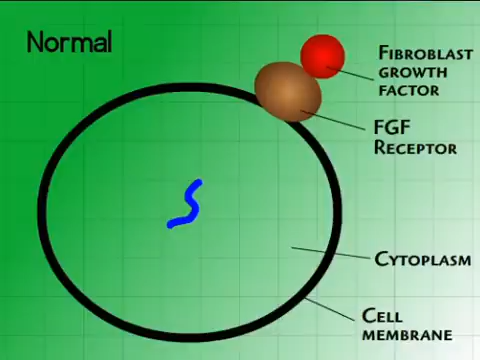 Normal
FIBROBLAST
GROWTH
FACTOR
FGF
RECEPTOR
CYTOPLASM
CELL
MEMBRANE